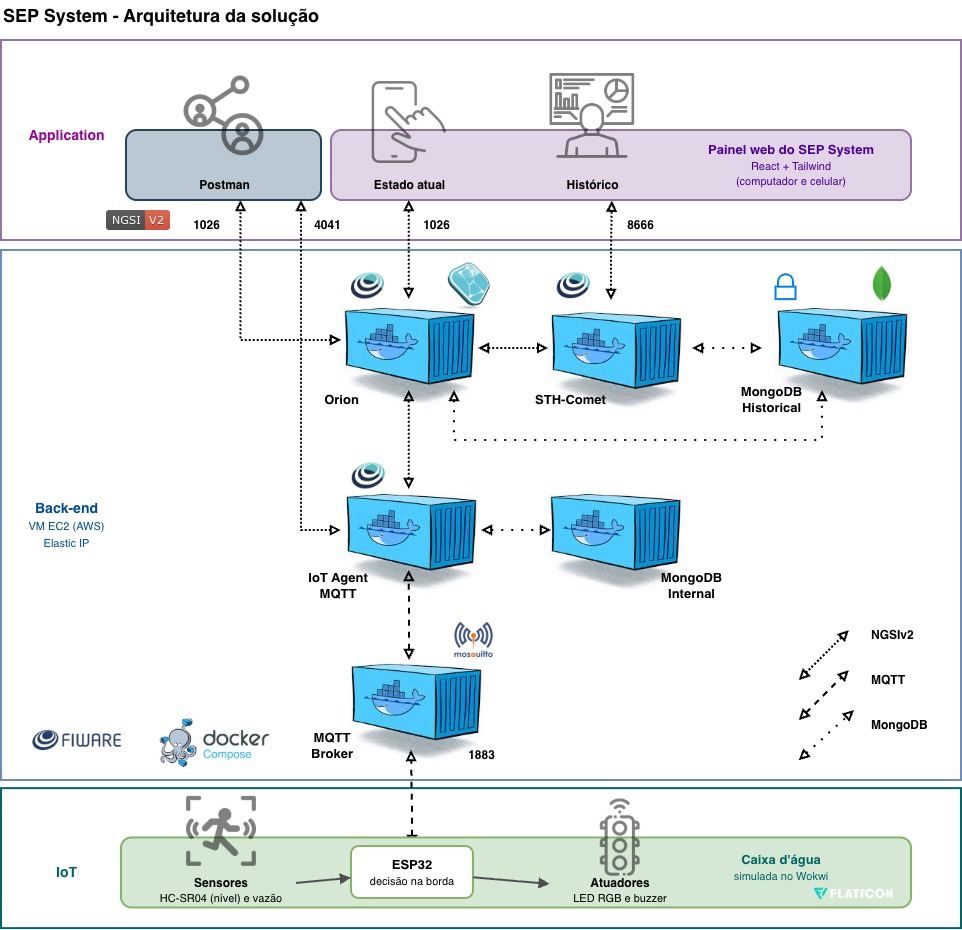 SEP System - Arquitetura da solução
Application
Postman
Estado atual
Histórico
Painel web do SEP System
React + Tailwind
(computador e celular)
NGSI V2
1026
4041
1026
8666
Orion
STH-Comet
MongoDB
Historical
Back-end
VM EC2 (AWS)
Elastic IP
IoT Agent
MQTT
MongoDB
Internal
mosquitto
NGSIv2
MQTT
MongoDB
FIWARE
docker
Compose
MQTT
Broker
1883
IoT
Sensores
HC-SR04 (nível) e vazão
ESP32
decisão na borda
Atuadores
LED RGB e buzzer
Caixa d'água
simulada no Wokwi
FLATICON